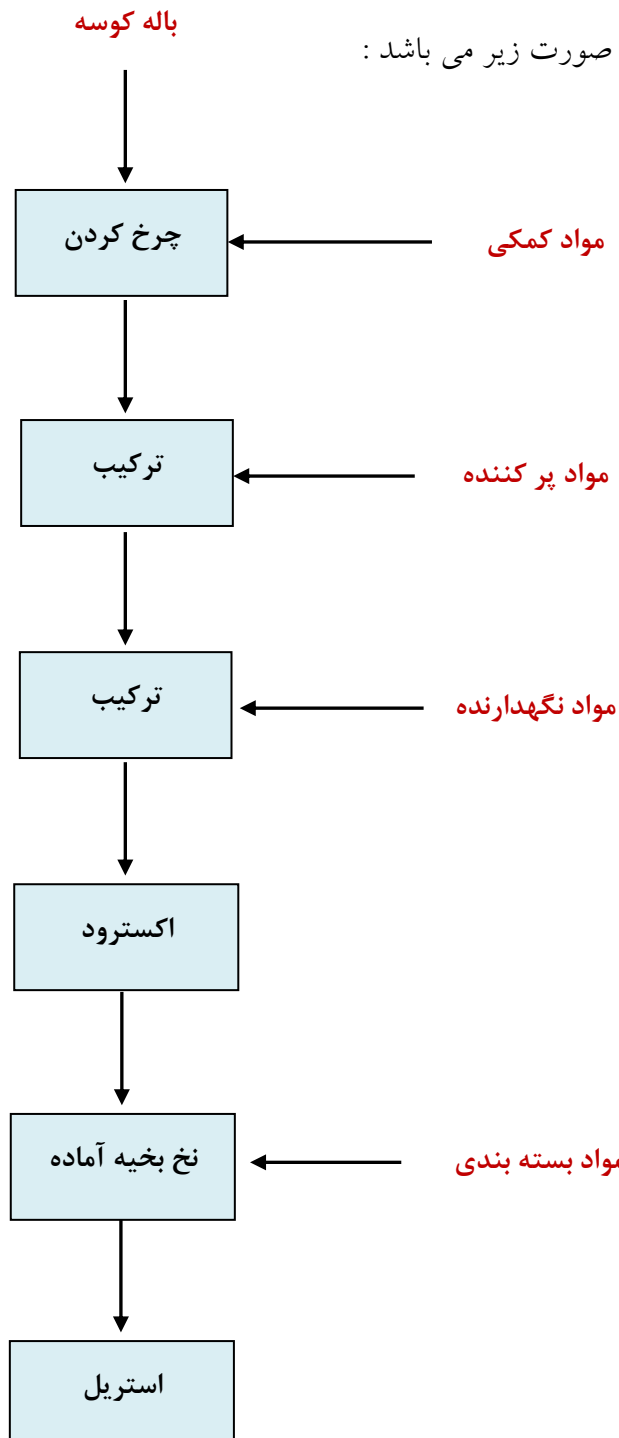 باله کوسه
صورت زیر می باشد :
چرخ کردن
مواد کمکی
ترکیب
مواد پر کننده
ترکیب
مواد نگهدارنده
اکسترود
نخ بخیه آماده
مواد بسته بندی
استریل